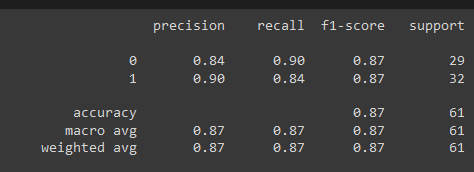 precision recall f1-score support
0 0.84 0.90 0.87 29
1 0.90 0.84 0.87 32
accuracy 0.87 61
macro avg 0.87 0.87 0.87 61
weighted avg 0.87 0.87 0.87 61